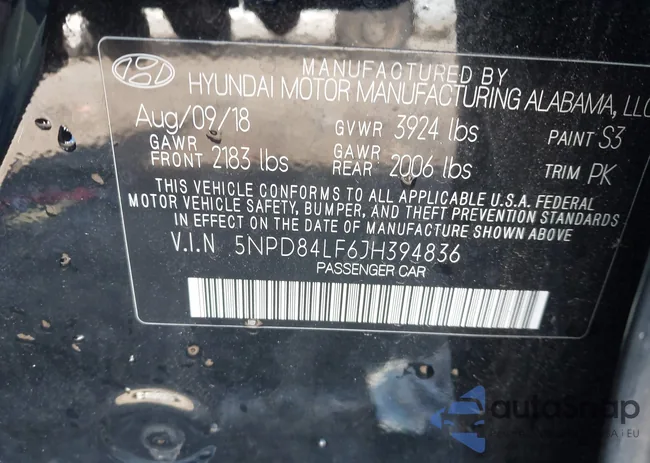 MANUFACTURED BY
HYUNDAI MOTOR MANUFACTURING ALABAMA, LLC
Aug/09/18 GVWR 3924 lbs PAINT S3
GAWR FRONT 2183 lbs GAWR REAR 2006 lbs TRIM PK
THIS VEHICLE CONFORMS TO ALL APPLICABLE U.S.A. FEDERAL
MOTOR VEHICLE SAFETY, BUMPER, AND THEFT PREVENTION STANDARDS
IN EFFECT ON THE DATE OF MANUFACTURE SHOWN ABOVE
V.I.N 5NPD84LF6JH394836
PASSENGER CAR
autoSnap
EU